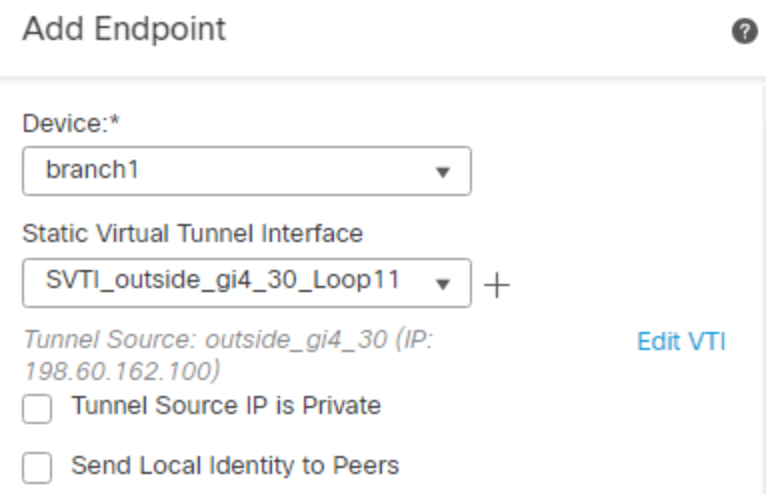 Add Endpoint
?
Device:*
branch1
Static Virtual Tunnel Interface
SVTI_outside_gi4_30_Loop11
Tunnel Source: outside_gi4_30 (IP:
198.60.162.100)
Edit VTI
Tunnel Source IP is Private
Send Local Identity to Peers